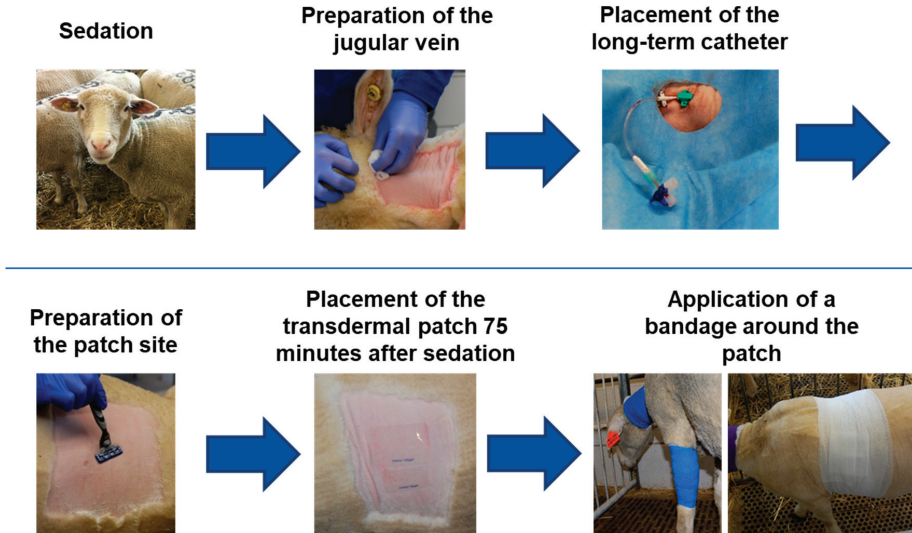 Sedation
Preparation of the
jugular vein
Placement of the
long-term catheter
Preparation of
the patch site
Placement of the
transdermal patch 75
minutes after sedation
Application of a
bandage around the
patch